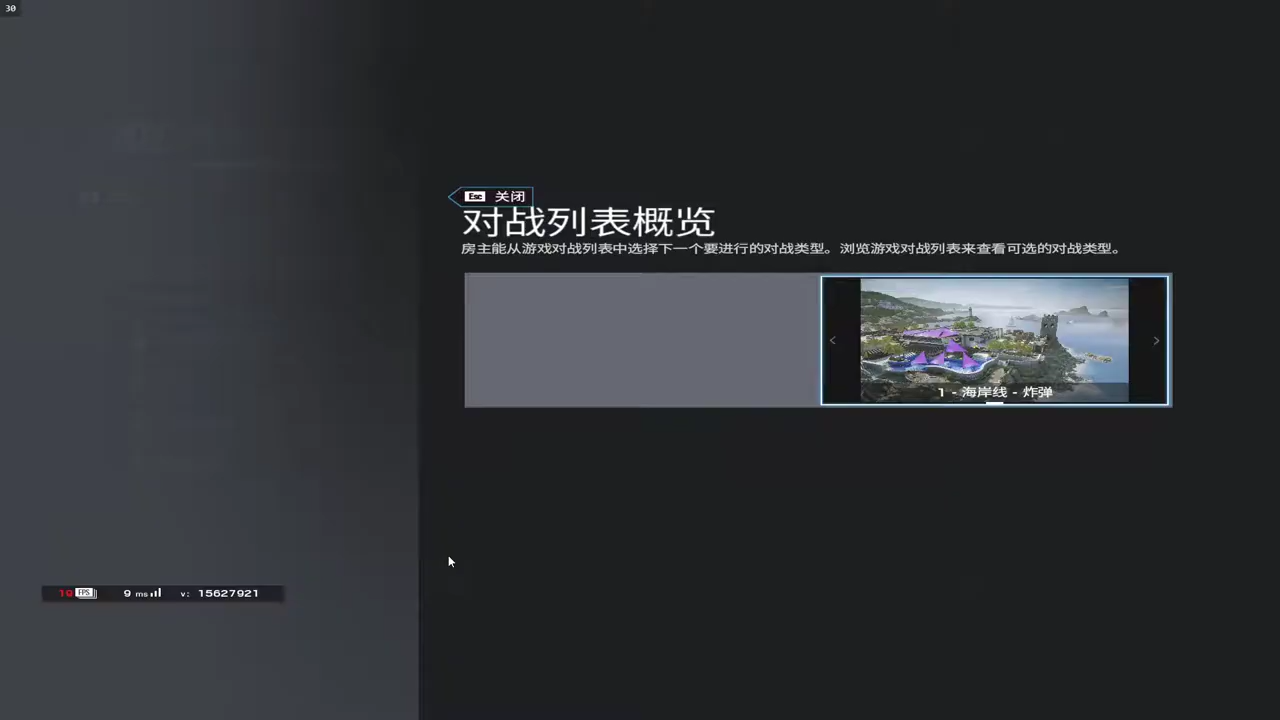 30
Esc 关闭
对战列表概览
房主能从游戏对战列表中选择下一个要进行的对战类型。浏览游戏对战列表来查看可选的对战类型。
1 - 海岸线 - 炸弹
19 FPS 9 ms v: 15627921